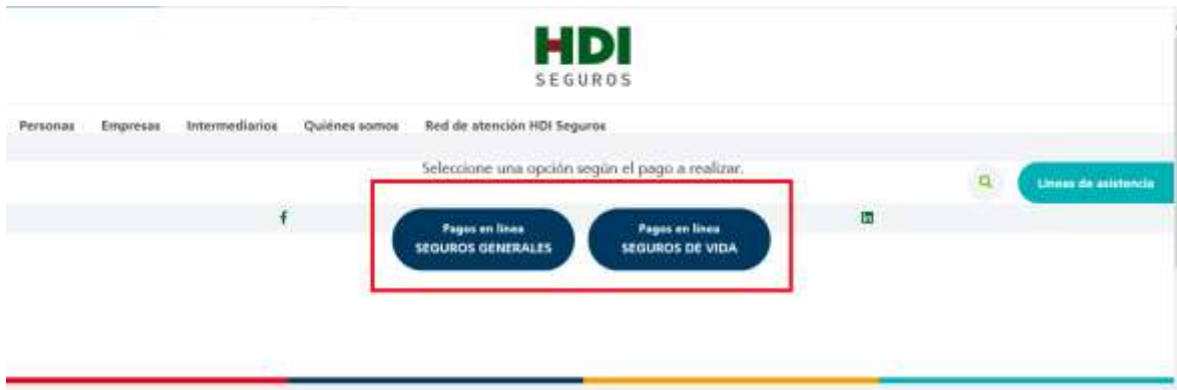 HDI
SEGUROS
Personas Empresas Intermediarios Quiénes somos Red de atención HDI Seguros
Seleccione una opción según el pago a realizar.
Líneas de asistencia
f
in
Pagos en línea
SEGUROS GENERALES
Pagos en línea
SEGUROS DE VIDA